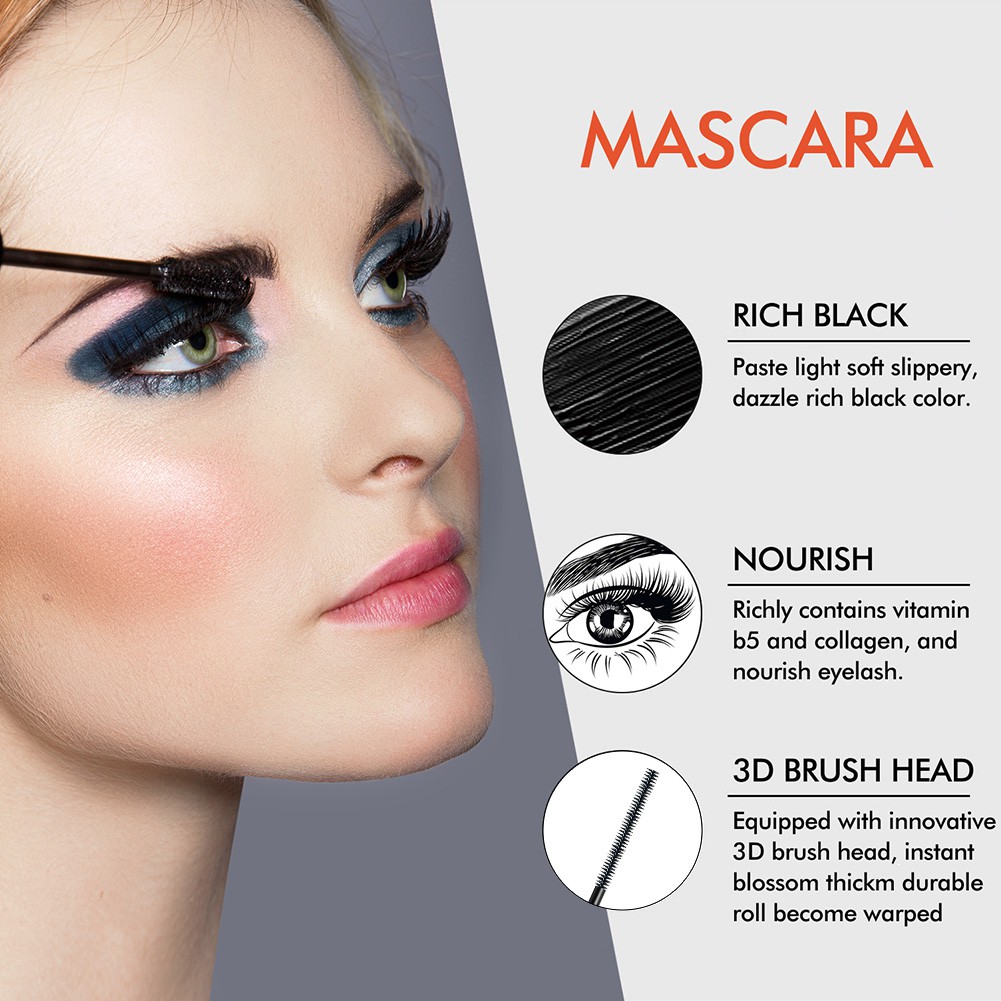 MASCARA
RICH BLACK
Paste light soft slippery,
dazzle rich black color.
NOURISH
Richly contains vitamin
b5 and collagen, and
nourish eyelash.
3D BRUSH HEAD
Equipped with innovative
3D brush head, instant
blossom thickm durable
roll become warped